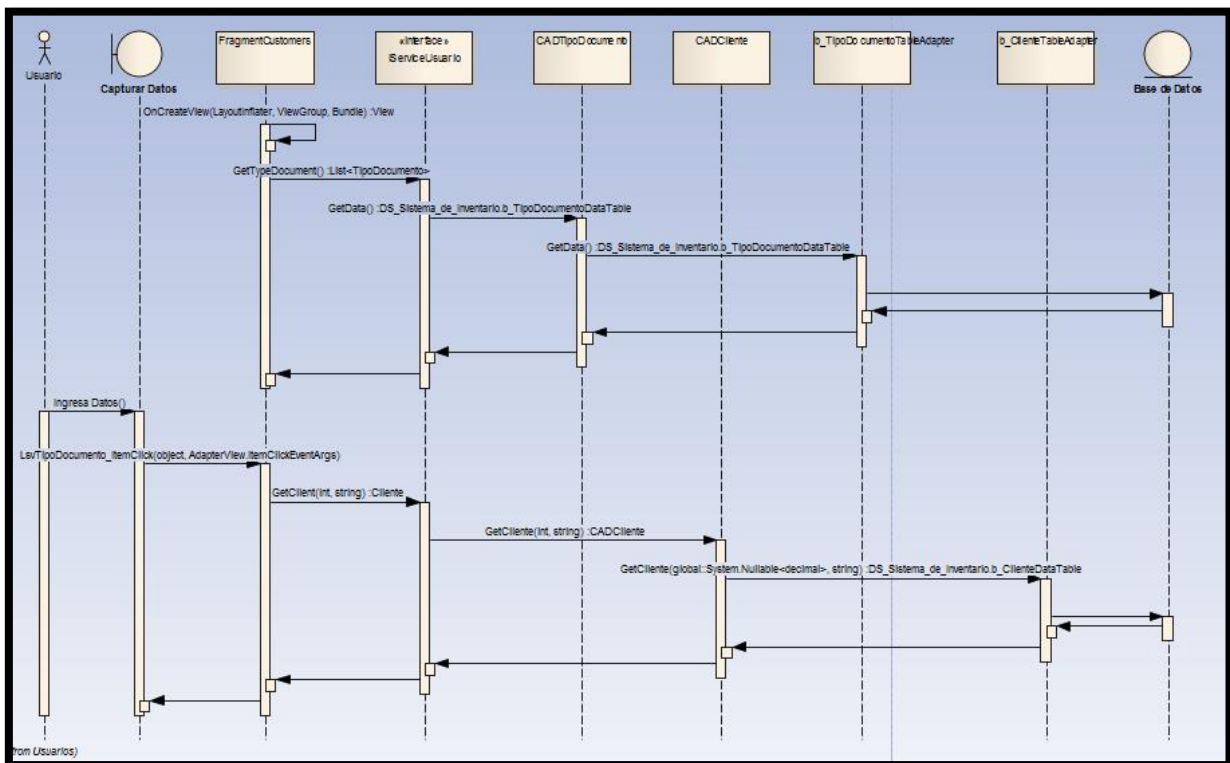 Usuario
Capturar Datos
FragmentCustomers
«interface»
IServiceUsuario
CADTipoDocumento
CADCliente
b_TipoDocumentoTableAdapter
b_ClienteTableAdapter
Base de Datos
OnCreateView(LayoutInflater, ViewGroup, Bundle) :View
GetTypeDocument() :List<TipoDocumento>
GetData() :DS_Sistema_de_Inventario.b_TipoDocumentoDataTable
GetData() :DS_Sistema_de_Inventario.b_TipoDocumentoDataTable
Ingresa Datos()
LsvTipoDocumento_ItemClick(object, AdapterView.ItemClickEventArgs)
GetClient(int, string) :Cliente
GetCliente(int, string) :CADCliente
GetCliente(global::System.Nullable<decimal>, string) :DS_Sistema_de_Inventario.b_ClienteDataTable
from Usuarios)